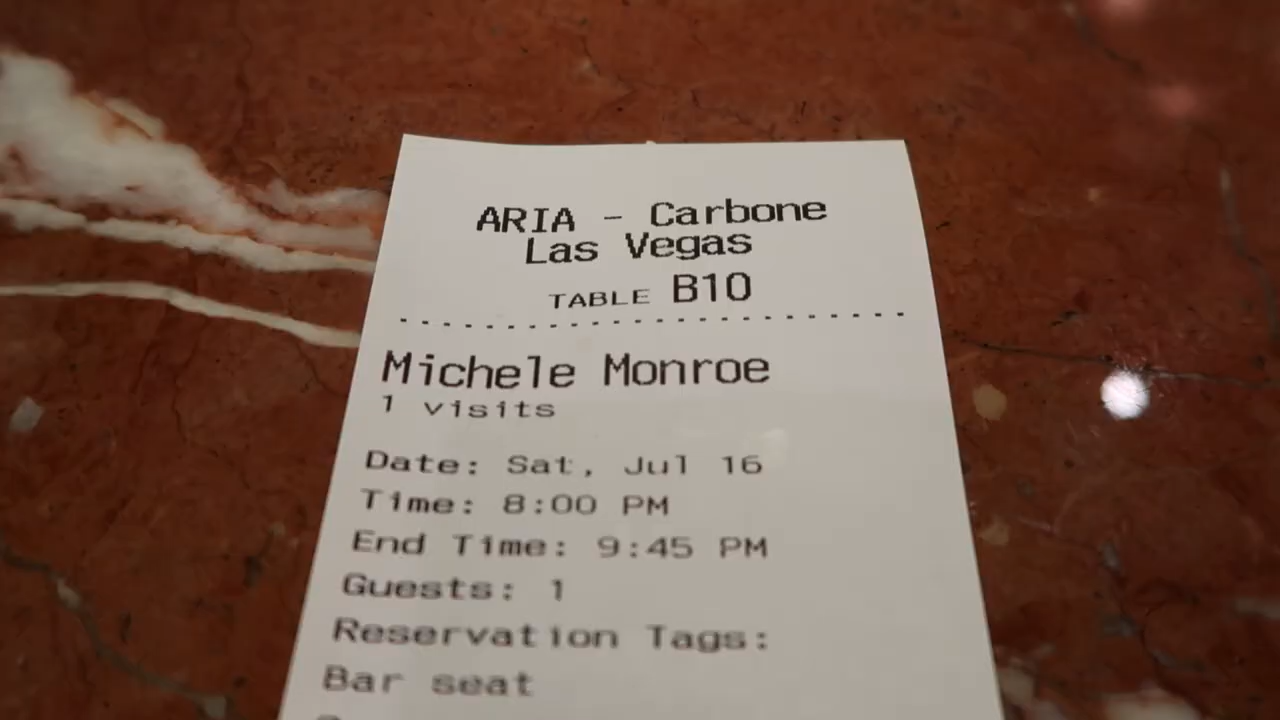 ARIA - Carbone
Las Vegas
TABLE B10
Michele Monroe
1 visits
Date: Sat, Jul 16
Time: 8:00 PM
End Time: 9:45 PM
Guests: 1
Reservation Tags:
Bar seat